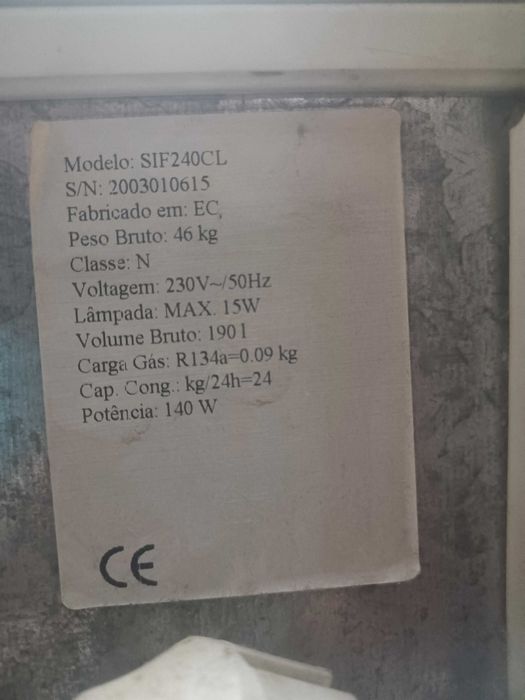 Modelo: SIF240CL
S/N: 2003010615
Fabricado em: EC,
Peso Bruto: 46 kg
Classe: N
Voltagem: 230V~/50Hz
Lâmpada: MAX. 15W
Volume Bruto: 190 l
Carga Gás: R134a=0.09 kg
Cap. Cong.: kg/24h=24
Potência: 140 W
CE